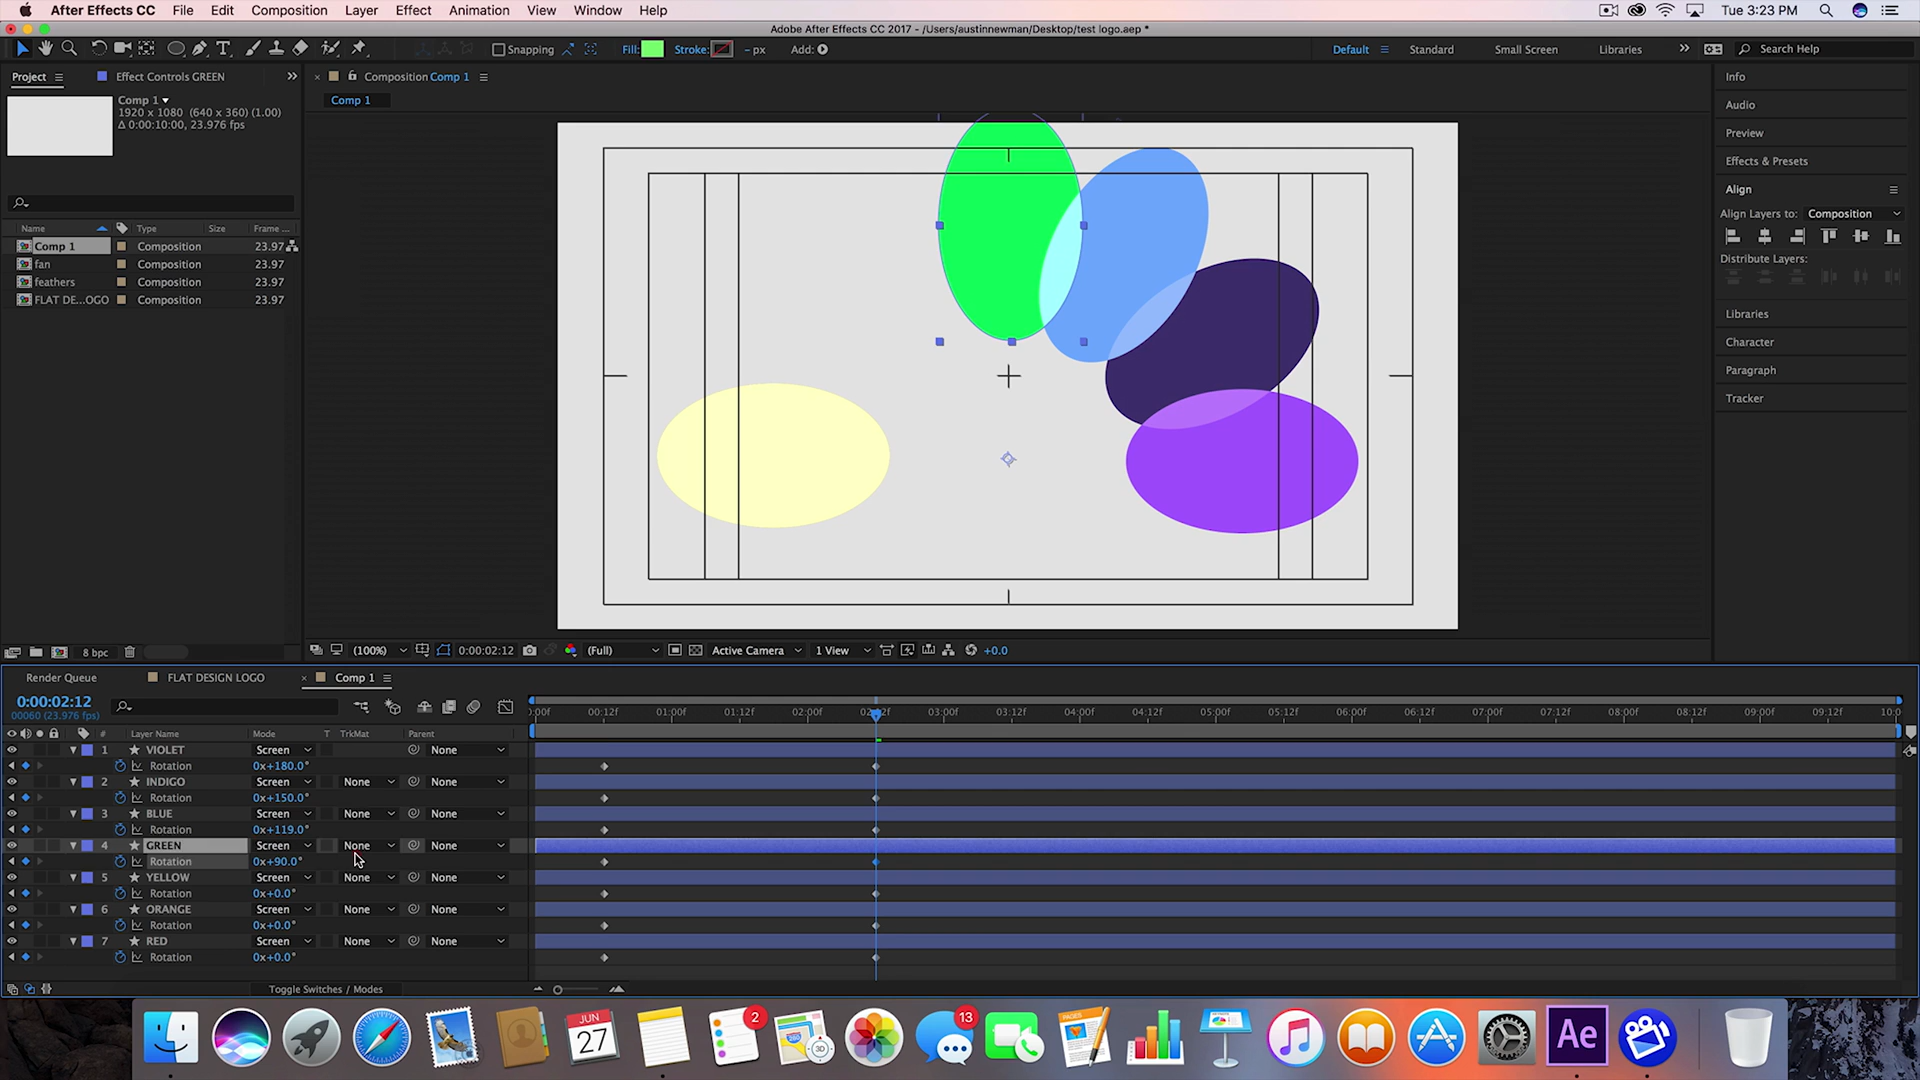 After Effects CC File Edit Composition Layer Effect Animation View Window Help Tue 3:23 PM
Adobe After Effects CC 2017 - /Users/austinnewman/Desktop/test logo.aep *
Snapping Fill: Stroke: - px Add: Default Standard Small Screen Libraries Search Help
Project Effect Controls GREEN Composition Comp 1 Info
Comp 1
1920 x 1080 (640 x 360) (1.00)
Δ 0:00:10:00, 23.976 fps
Comp 1
Audio
Preview
Effects & Presets
Align
Align Layers to: Composition
Distribute Layers:
Libraries
Character
Paragraph
Tracker
Name Type Size Frame ...
Comp 1 Composition 23.97
fan Composition 23.97
feathers Composition 23.97
FLAT DE...OGO Composition 23.97
8 bpc (100%) 0:00:02:12 (Full) Active Camera 1 View +0.0
Render Queue FLAT DESIGN LOGO Comp 1
0:00:02:12
00060 (23.976 fps)
:00f 00:12f 01:00f 01:12f 02:00f 03:00f 03:12f 04:00f 04:12f 05:00f 05:12f 06:00f 06:12f 07:00f 07:12f 08:00f 08:12f 09:00f 09:12f 10:0
# Layer Name Mode T TrkMat Parent
1 VIOLET Screen None
Rotation 0x+180.0°
2 INDIGO Screen None None
Rotation 0x+150.0°
3 BLUE Screen None None
Rotation 0x+119.0°
4 GREEN Screen None None
Rotation 0x+90.0°
5 YELLOW Screen None None
Rotation 0x+0.0°
6 ORANGE Screen None None
Rotation 0x+0.0°
7 RED Screen None None
Rotation 0x+0.0°
Toggle Switches / Modes
JUN
27
2
280
3D
13
PAGES
Ae